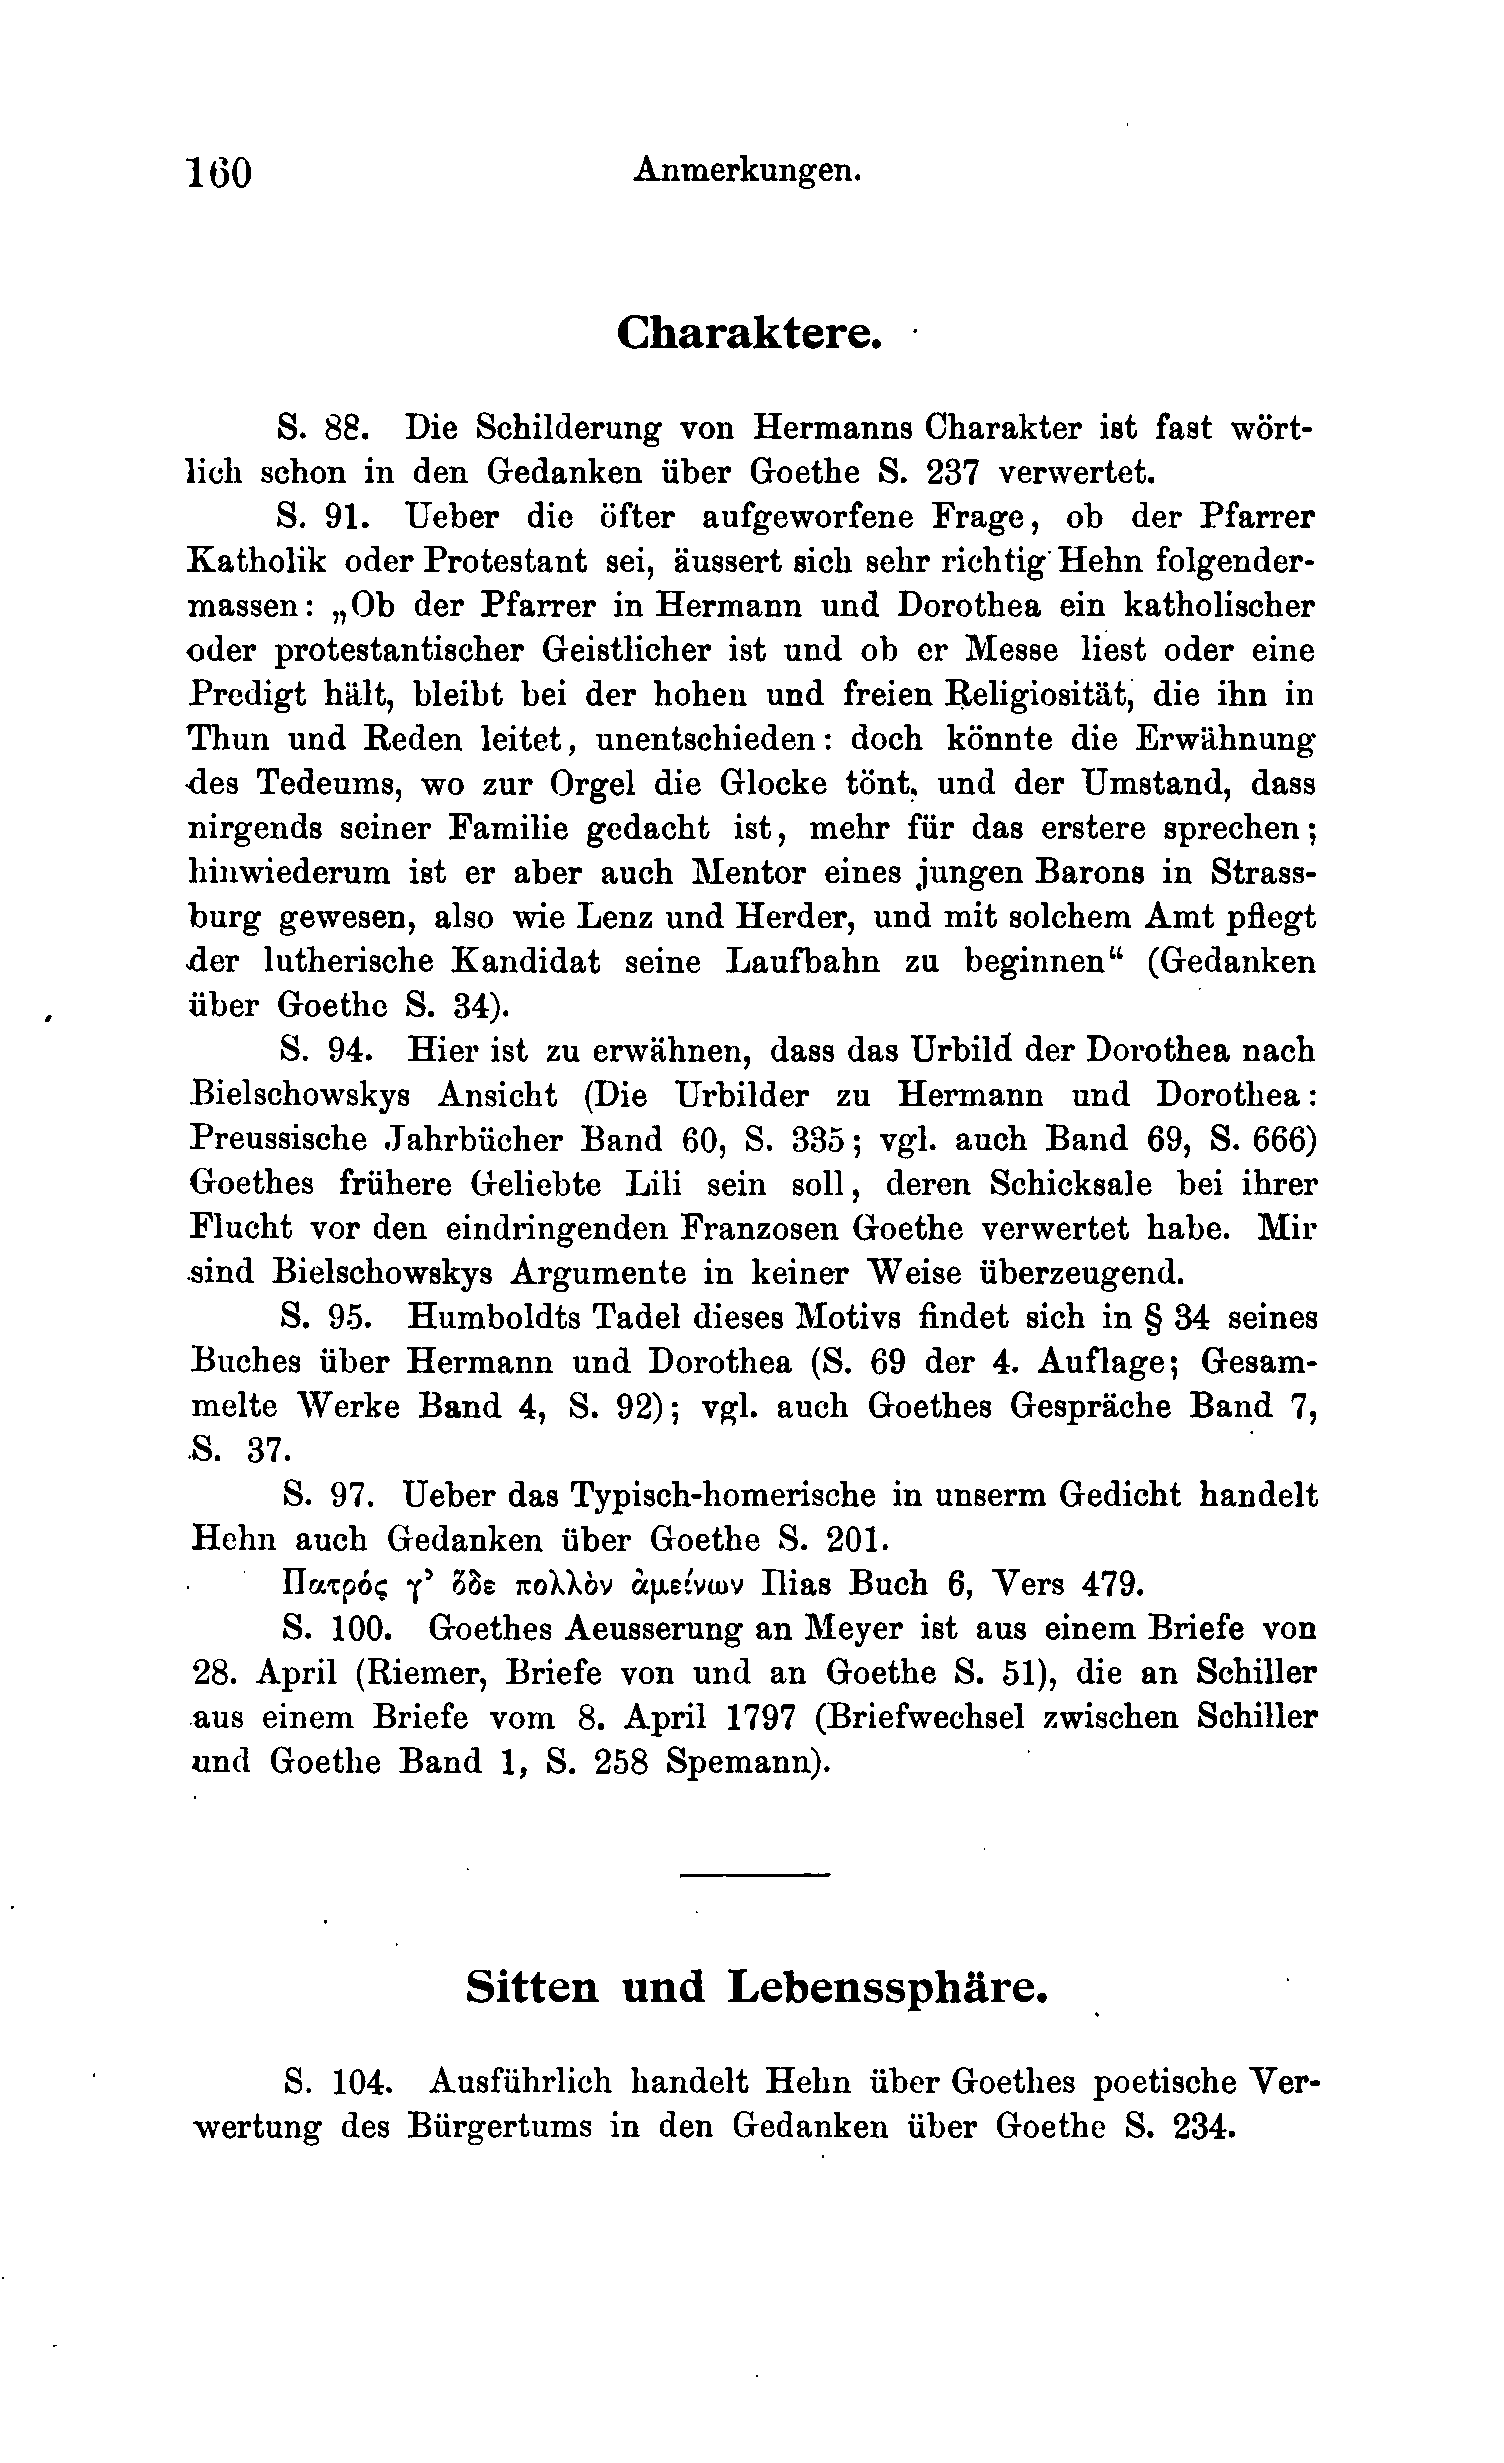 160 Anmerkungen.
Charaktere.
S. 88. Die Schilderung von Hermanns Charakter ist fast wört-
lich schon in den Gedanken über Goethe S. 237 verwertet.
S. 91. Ueber die öfter aufgeworfene Frage, ob der Pfarrer
Katholik oder Protestant sei, äussert sich sehr richtig Hehn folgender-
massen: „Ob der Pfarrer in Hermann und Dorothea ein katholischer
oder protestantischer Geistlicher ist und ob er Messe liest oder eine
Predigt hält, bleibt bei der hohen und freien Religiosität, die ihn in
Thun und Reden leitet, unentschieden: doch könnte die Erwähnung
des Tedeums, wo zur Orgel die Glocke tönt, und der Umstand, dass
nirgends seiner Familie gedacht ist, mehr für das erstere sprechen;
hinwiederum ist er aber auch Mentor eines jungen Barons in Strass-
burg gewesen, also wie Lenz und Herder, und mit solchem Amt pflegt
der lutherische Kandidat seine Laufbahn zu beginnen“ (Gedanken
über Goethe S. 34).
S. 94. Hier ist zu erwähnen, dass das Urbild der Dorothea nach
Bielschowskys Ansicht (Die Urbilder zu Hermann und Dorothea:
Preussische Jahrbücher Band 60, S. 335; vgl. auch Band 69, S. 666)
Goethes frühere Geliebte Lili sein soll, deren Schicksale bei ihrer
Flucht vor den eindringenden Franzosen Goethe verwertet habe. Mir
sind Bielschowskys Argumente in keiner Weise überzeugend.
S. 95. Humboldts Tadel dieses Motivs findet sich in § 34 seines
Buches über Hermann und Dorothea (S. 69 der 4. Auflage; Gesam-
melte Werke Band 4, S. 92); vgl. auch Goethes Gespräche Band 7,
S. 37.
S. 97. Ueber das Typisch-homerische in unserm Gedicht handelt
Hehn auch Gedanken über Goethe S. 201.
Πατρός γ’ ὅδε πολλὸν ἀμείνων Ilias Buch 6, Vers 479.
S. 100. Goethes Aeusserung an Meyer ist aus einem Briefe von
28. April (Riemer, Briefe von und an Goethe S. 51), die an Schiller
aus einem Briefe vom 8. April 1797 (Briefwechsel zwischen Schiller
und Goethe Band 1, S. 258 Spemann).
Sitten und Lebenssphäre.
S. 104. Ausführlich handelt Hehn über Goethes poetische Ver-
wertung des Bürgertums in den Gedanken über Goethe S. 234.